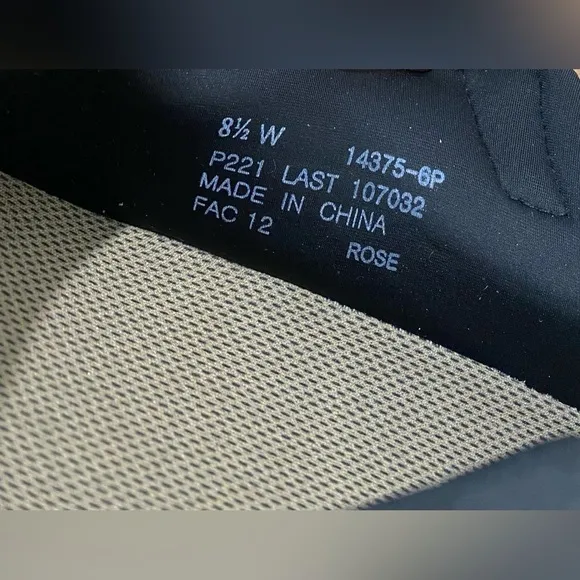 8½ W 14375-6P
P221 LAST 107032
MADE IN CHINA
FAC 12 ROSE